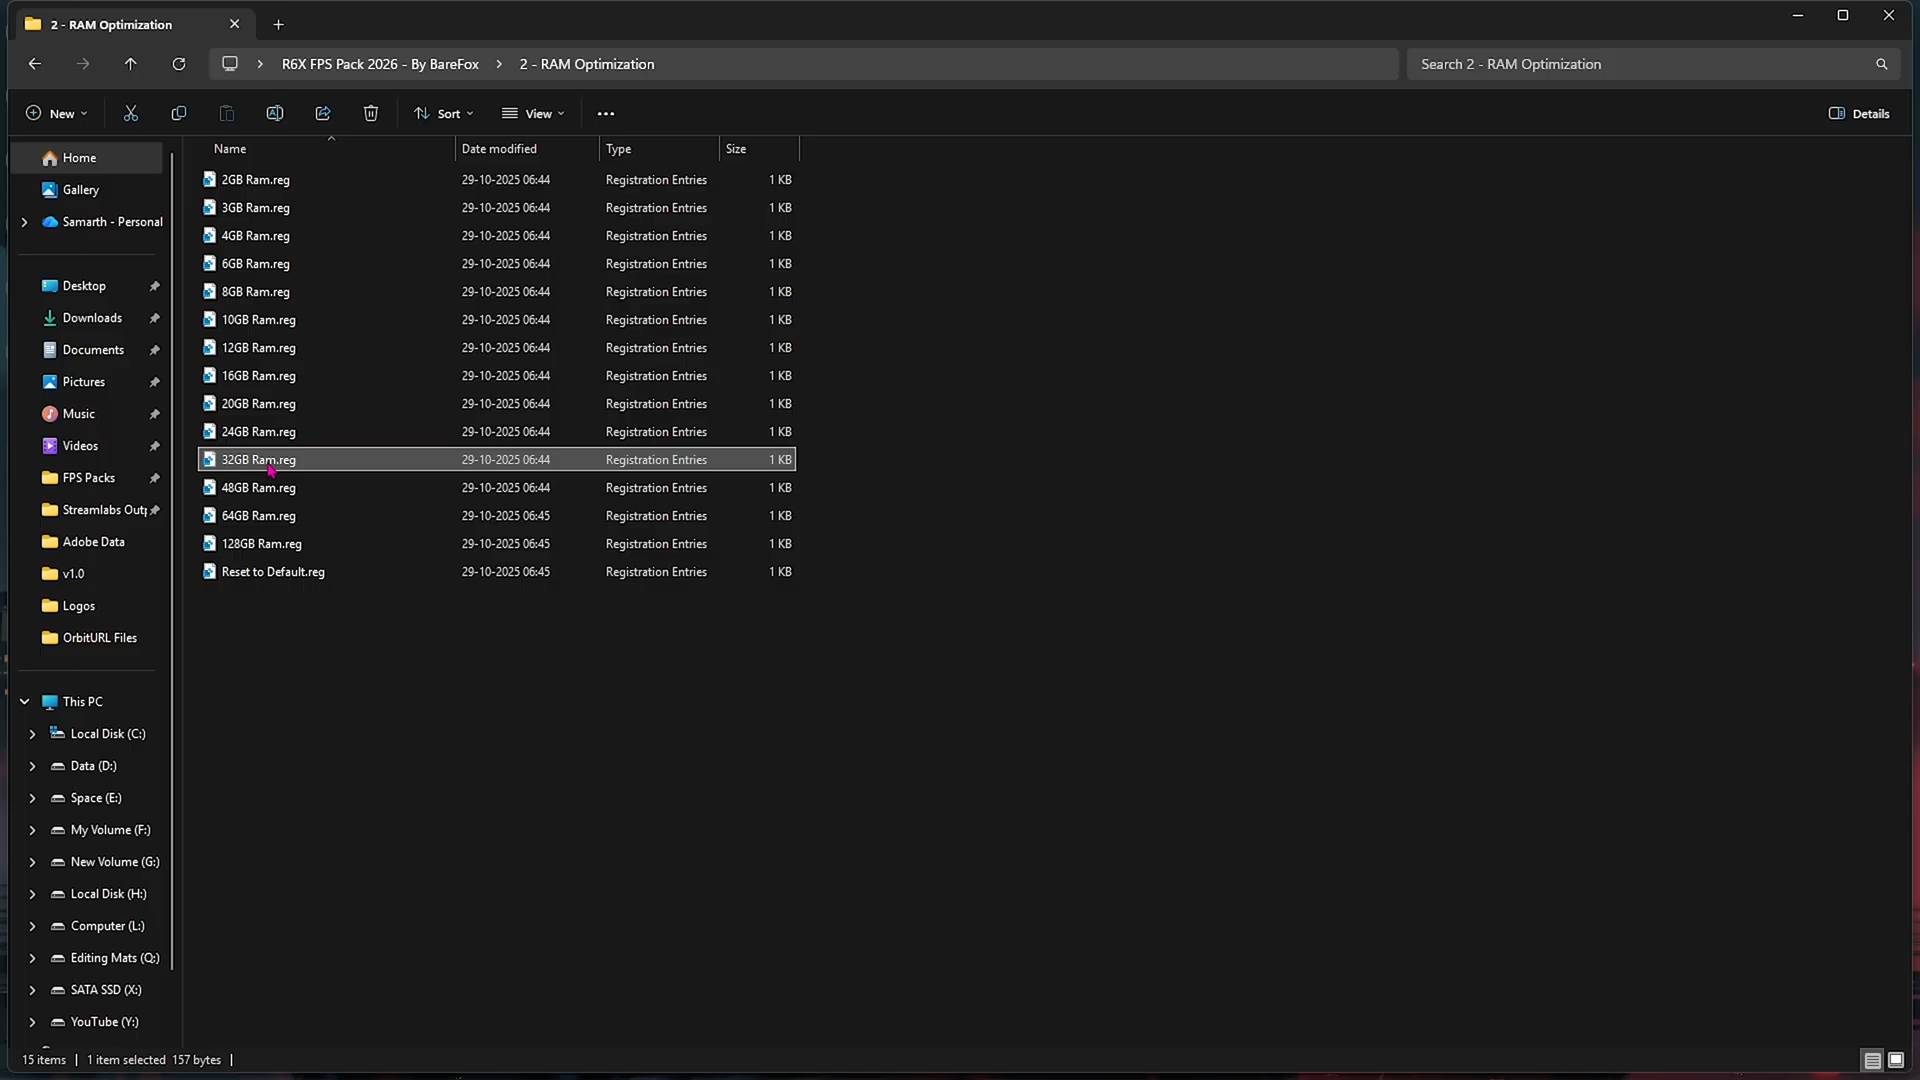 2 - RAM Optimization
R6X FPS Pack 2026 - By BareFox
2 - RAM Optimization
Search 2 - RAM Optimization
New
Sort
View
Details
Name
Date modified
Type
Size
Home
Gallery
Samarth - Personal
Desktop
Downloads
Documents
Pictures
Music
Videos
FPS Packs
Streamlabs Outp
Adobe Data
v1.0
Logos
OrbitURL Files
This PC
Local Disk (C:)
Data (D:)
Space (E:)
My Volume (F:)
New Volume (G:)
Local Disk (H:)
Computer (L:)
Editing Mats (Q:)
SATA SSD (X:)
YouTube (Y:)
2GB Ram.reg 29-10-2025 06:44 Registration Entries 1 KB
3GB Ram.reg 29-10-2025 06:44 Registration Entries 1 KB
4GB Ram.reg 29-10-2025 06:44 Registration Entries 1 KB
6GB Ram.reg 29-10-2025 06:44 Registration Entries 1 KB
8GB Ram.reg 29-10-2025 06:44 Registration Entries 1 KB
10GB Ram.reg 29-10-2025 06:44 Registration Entries 1 KB
12GB Ram.reg 29-10-2025 06:44 Registration Entries 1 KB
16GB Ram.reg 29-10-2025 06:44 Registration Entries 1 KB
20GB Ram.reg 29-10-2025 06:44 Registration Entries 1 KB
24GB Ram.reg 29-10-2025 06:44 Registration Entries 1 KB
32GB Ram.reg 29-10-2025 06:44 Registration Entries 1 KB
48GB Ram.reg 29-10-2025 06:44 Registration Entries 1 KB
64GB Ram.reg 29-10-2025 06:45 Registration Entries 1 KB
128GB Ram.reg 29-10-2025 06:45 Registration Entries 1 KB
Reset to Default.reg 29-10-2025 06:45 Registration Entries 1 KB
15 items | 1 item selected 157 bytes |